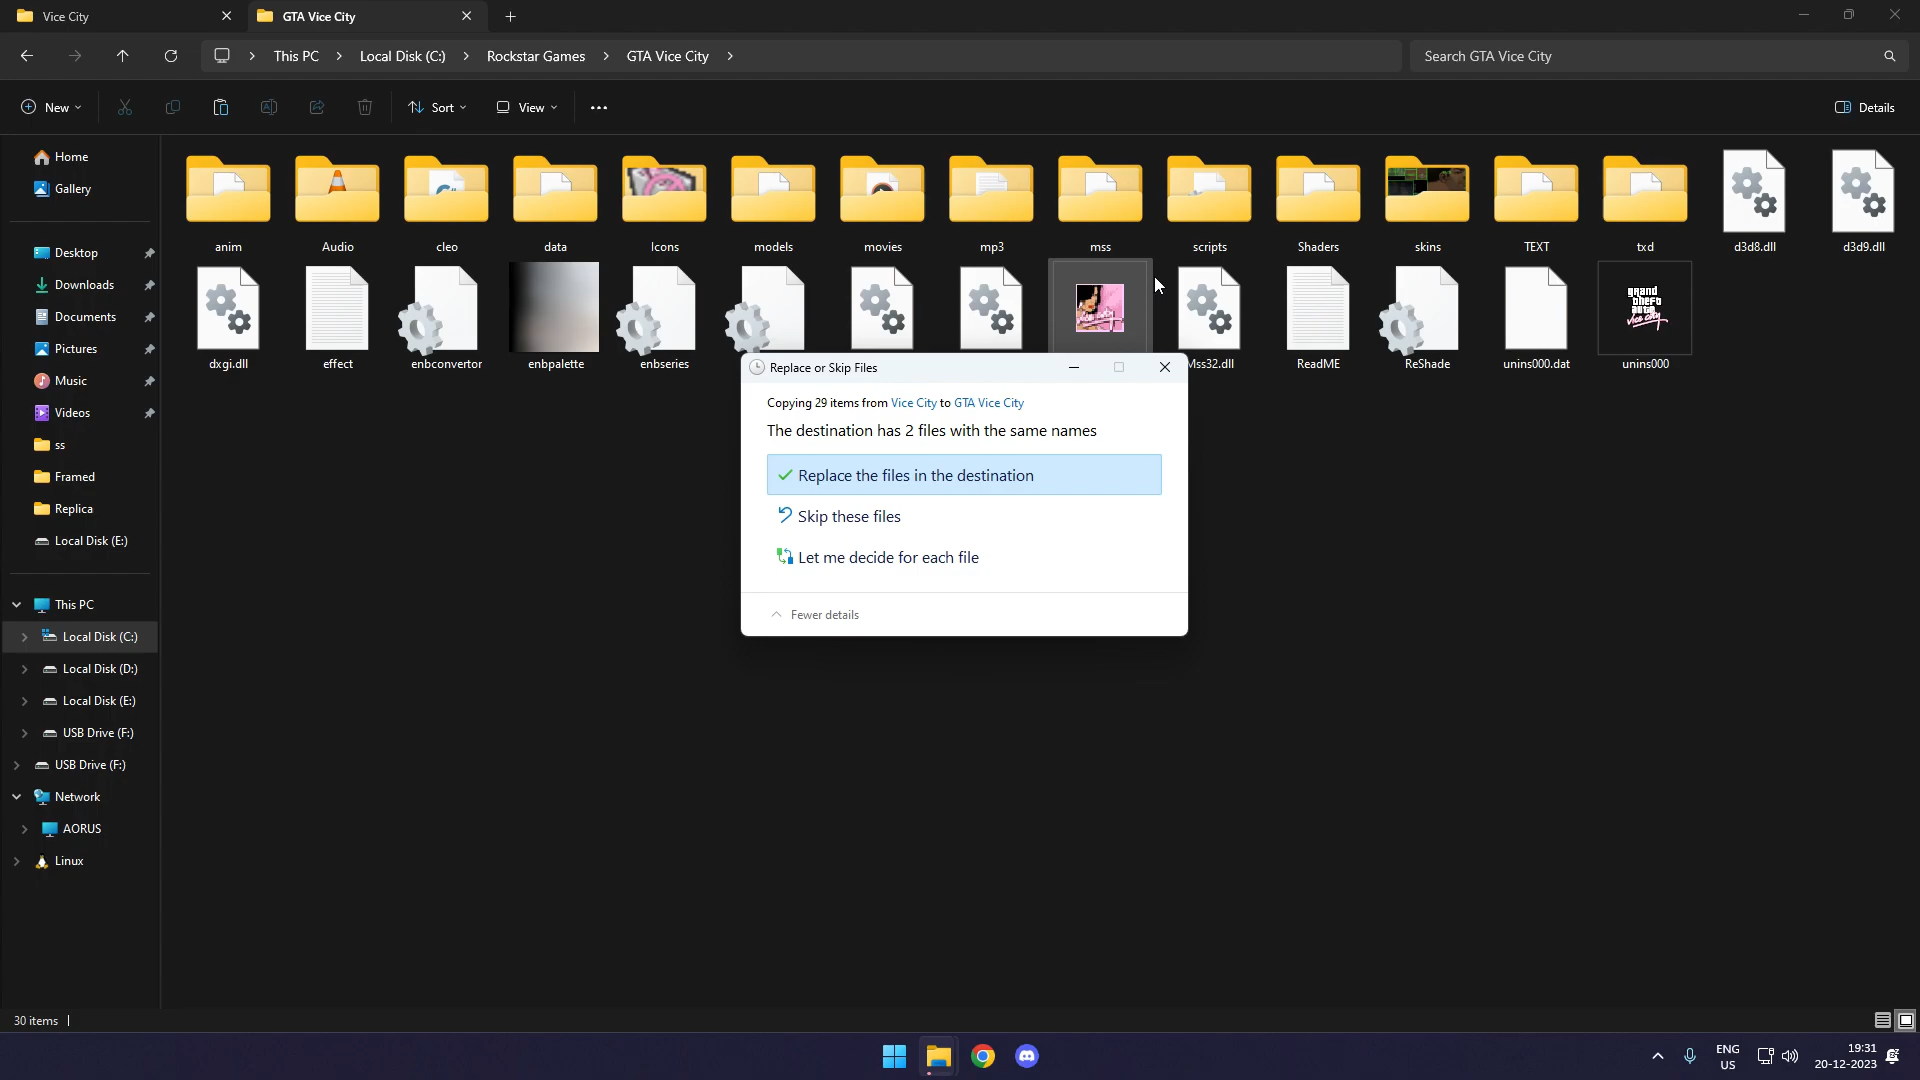 Vice City
GTA Vice City
This PC
Local Disk (C:)
Rockstar Games
GTA Vice City
Search GTA Vice City
New
Sort
View
Details
Home
Gallery
Desktop
Downloads
Documents
Pictures
Music
Videos
ss
Framed
Replica
Local Disk (E:)
This PC
Local Disk (C:)
Local Disk (D:)
Local Disk (E:)
USB Drive (F:)
USB Drive (F:)
Network
AORUS
Linux
anim
Audio
cleo
data
Icons
models
movies
mp3
mss
scripts
Shaders
skins
TEXT
txd
d3d8.dll
d3d9.dll
dxgi.dll
effect
enbconvertor
enbpalette
enbseries
Mss32.dll
ReadME
ReShade
unins000.dat
grand
theft
auto
vice city
unins000
Replace or Skip Files
Copying 29 items from Vice City to GTA Vice City
The destination has 2 files with the same names
Replace the files in the destination
Skip these files
Let me decide for each file
Fewer details
30 items
ENG
US
19:31
20-12-2023